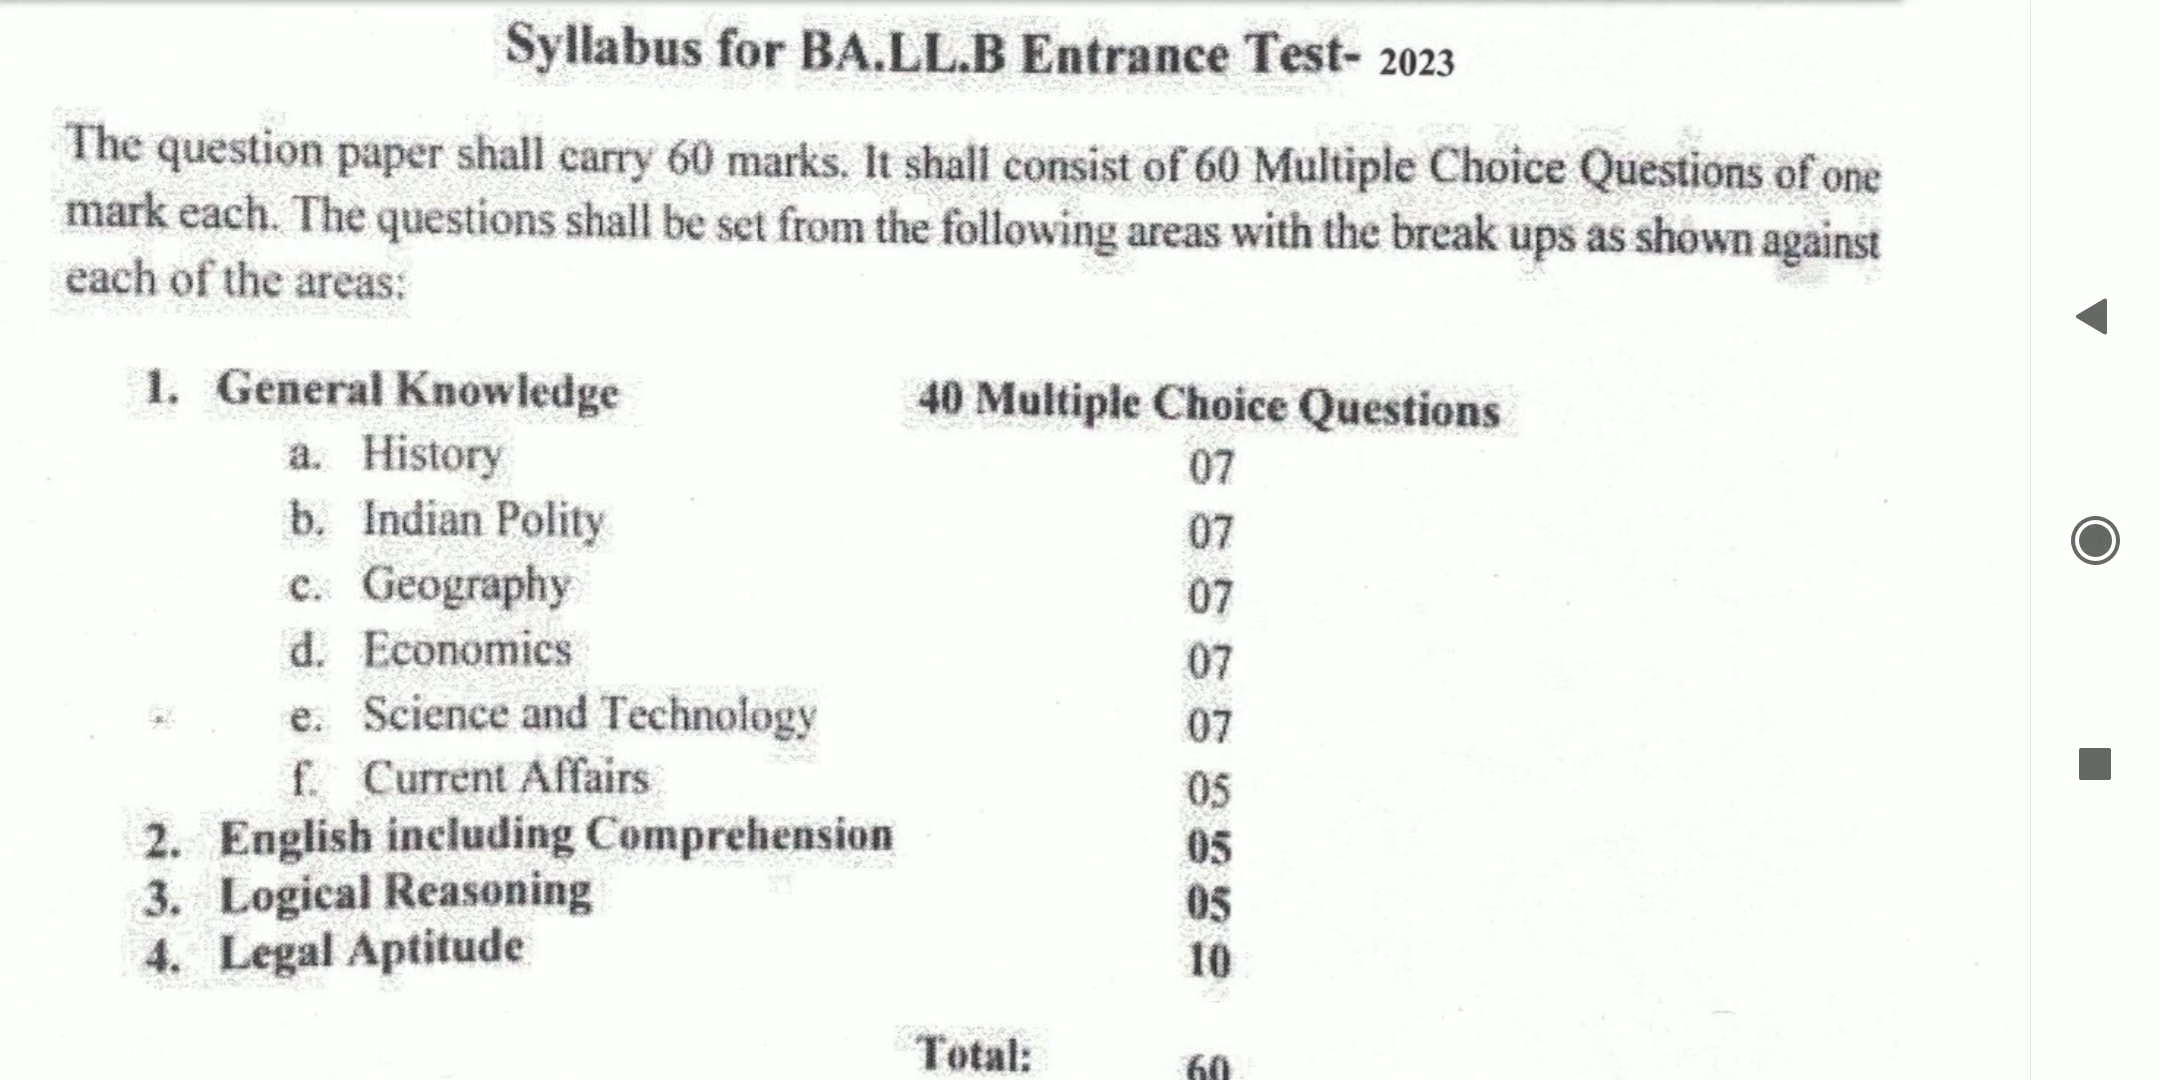 Syllabus for BA.LL.B Entrance Test- 2023
The question paper shall carry 60 marks. It shall consist of 60 Multiple Choice Questions of one
mark each. The questions shall be set from the following areas with the break ups as shown against
each of the areas:
1. General Knowledge 40 Multiple Choice Questions
a. History 07
b. Indian Polity 07
c. Geography 07
d. Economics 07
e. Science and Technology 07
f. Current Affairs 05
2. English including Comprehension 05
3. Logical Reasoning 05
4. Legal Aptitude 10
Total: 60